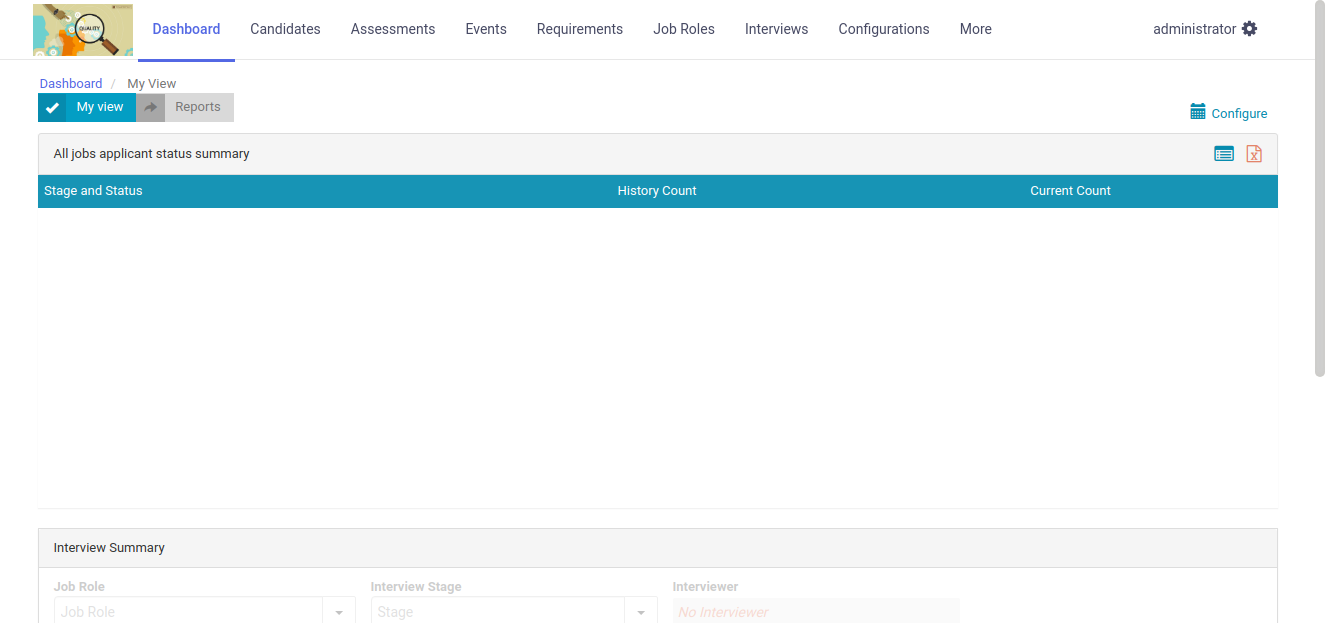 QUALITY
Dashboard Candidates Assessments Events Requirements Job Roles Interviews Configurations More administrator
Dashboard / My View
My view Reports
Configure
All jobs applicant status summary
Stage and Status History Count Current Count
Interview Summary
Job Role Interview Stage Interviewer
Job Role Stage No Interviewer